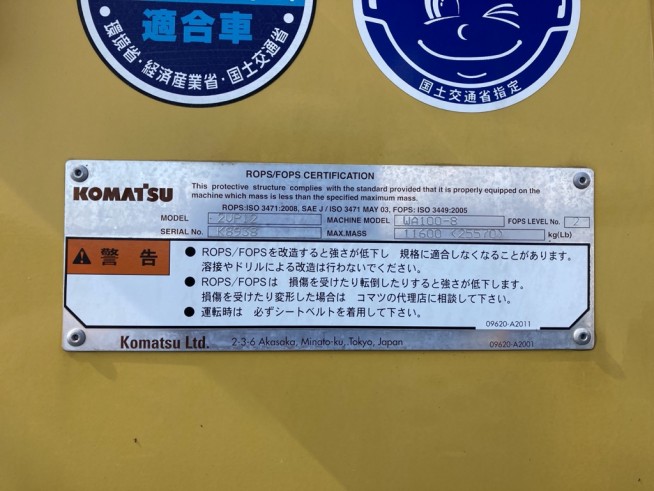 適合車
・環境省・経済産業省・国土交通省・
国土交通省指定
ROPS/FOPS CERTIFICATION
KOMATSU
This protective structure complies with the standard provided that it is properly equipped on the
machine which mass is less than the specified maximum mass.
ROPS:ISO 3471:2008, SAE J / ISO 3471 MAY 03, FOPS: ISO 3449:2005
MODEL MACHINE MODEL WA100-8 FOPS LEVEL No. 2
SERIAL No. K8938 MAX.MASS 11600 (25570) kg(Lb)
警告
● ROPS/FOPSを改造すると強さが低下し 規格に適合しなくなることがあります。
溶接やドリルによる改造は行わないでください。
● ROPS/FOPSは 損傷を受けたり転倒したりすると強さが低下します。
損傷を受けたり変形した場合は コマツの代理店に相談して下さい。
● 運転時は 必ずシートベルトを着用して下さい。
09620-A2011
Komatsu Ltd. 2-3-6 Akasaka, Minato-ku, Tokyo, Japan 09620-A2001